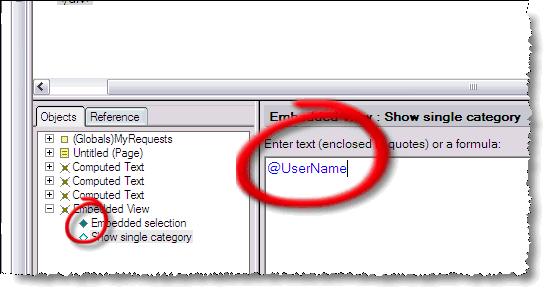 Objects Reference
(Globals)MyRequests
Untitled (Page)
Computed Text
Computed Text
Computed Text
Embedded View
Embedded selection
Show single category
Embedded View : Show single category
Enter text (enclosed in quotes) or a formula:
@UserName